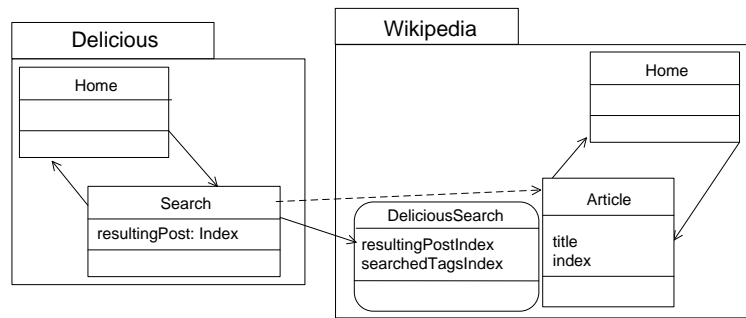 Delicious
Home
Search
resultingPost: Index
Wikipedia
Home
DeliciousSearch
resultingPostIndex
searchedTagsIndex
Article
title
index